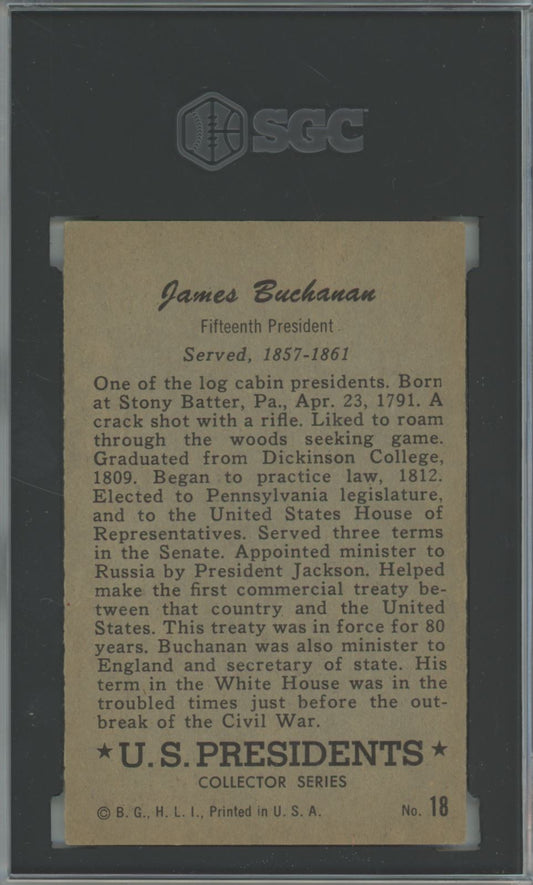 SGC
James Buchanan
Fifteenth President
Served, 1857-1861
One of the log cabin presidents. Born
at Stony Batter, Pa., Apr. 23, 1791. A
crack shot with a rifle. Liked to roam
through the woods seeking game.
Graduated from Dickinson College,
1809. Began to practice law, 1812.
Elected to Pennsylvania legislature,
and to the United States House of
Representatives. Served three terms
in the Senate. Appointed minister to
Russia by President Jackson. Helped
make the first commercial treaty be-
tween that country and the United
States. This treaty was in force for 80
years. Buchanan was also minister to
England and secretary of state. His
term in the White House was in the
troubled times just before the out-
break of the Civil War.
★ U.S. PRESIDENTS ★
COLLECTOR SERIES
© B. G., H. L. I., Printed in U. S. A. No. 18